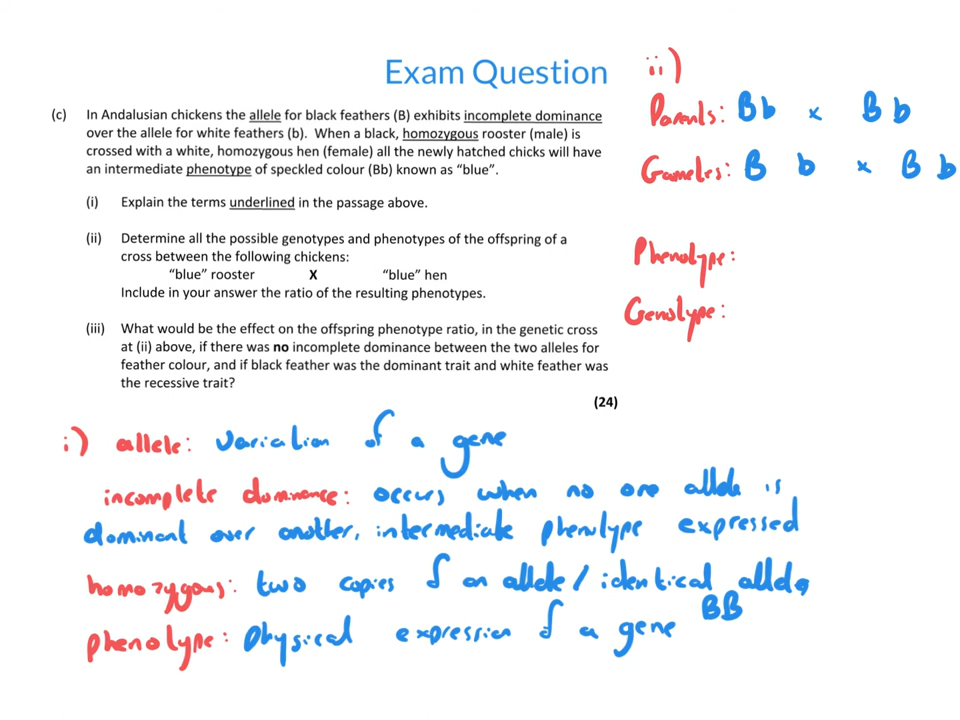 Exam Question
(c) In Andalusian chickens the allele for black feathers (B) exhibits incomplete dominance
over the allele for white feathers (b). When a black, homozygous rooster (male) is
crossed with a white, homozygous hen (female) all the newly hatched chicks will have
an intermediate phenotype of speckled colour (Bb) known as “blue”.
(i) Explain the terms underlined in the passage above.
(ii) Determine all the possible genotypes and phenotypes of the offspring of a
cross between the following chickens:
“blue” rooster X “blue” hen
Include in your answer the ratio of the resulting phenotypes.
(iii) What would be the effect on the offspring phenotype ratio, in the genetic cross
at (ii) above, if there was no incomplete dominance between the two alleles for
feather colour, and if black feather was the dominant trait and white feather was
the recessive trait?
(24)
ii)
Parents: Bb x Bb
Gametes: B b x B b
Phenotype:
Genotype:
i) allele: variation of a gene
incomplete dominance: occurs when no one allele is
dominant over another, intermediate phenotype expressed
homozygous: two copies of an allele / identical alleles
BB
phenotype: physical expression of a gene